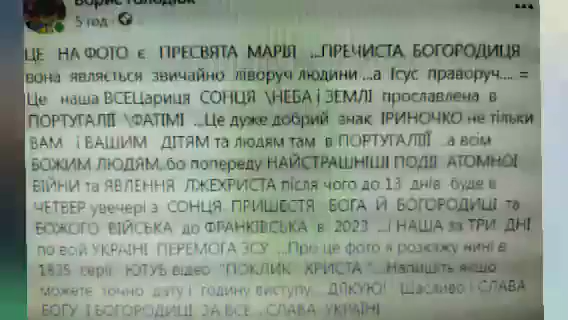 5 год
ЦЕ НА ФОТО є ПРЕСВЯТА МАРІЯ ...ПРЕЧИСТА БОГОРОДИЦЯ
вона являється звичайно ліворуч людини ...а Ісус праворуч.... =
Це наша ВСЕЦариця СОНЦЯ \НЕБА і ЗЕМЛІ прославлена в
ПОРТУГАЛІЇ \ФАТІМІ ...Це дуже добрий знак ІРИНОЧКО не тільки
ВАМ і ВАШИМ ДІТЯМ та людям там в ПОРТУГАЛІЇ ..а всім
БОЖИМ ЛЮДЯМ, бо попереду НАЙСТРАШНІШІ ПОДІЇ АТОМНОЇ
ВІЙНИ та ЯВЛЕННЯ ЛЖЕХРИСТА після чого до 13 днів буде в
ЧЕТВЕР увечері з СОНЦЯ ПРИШЕСТЯ БОГА Й БОГОРОДИЦІ та
БОЖОГО ВІЙСЬКА до ФРАНКІВСЬКА в 2023 ...і НАША за ТРИ ДНІ
по всій УКРАЇНІ ПЕРЕМОГА ЗСУ ...Про це фото я розкажу нині в
1835 серії ЮТУБ відео "ПОКЛИК ХРИСТА "...Напишіть якщо
можете точно дату і годину виступу... ДЯКУЮ! Щасливо і СЛАВА
БОГУ І БОГОРОДИЦІ ЗА ВСЕ ..СЛАВА УКРАЇНІ